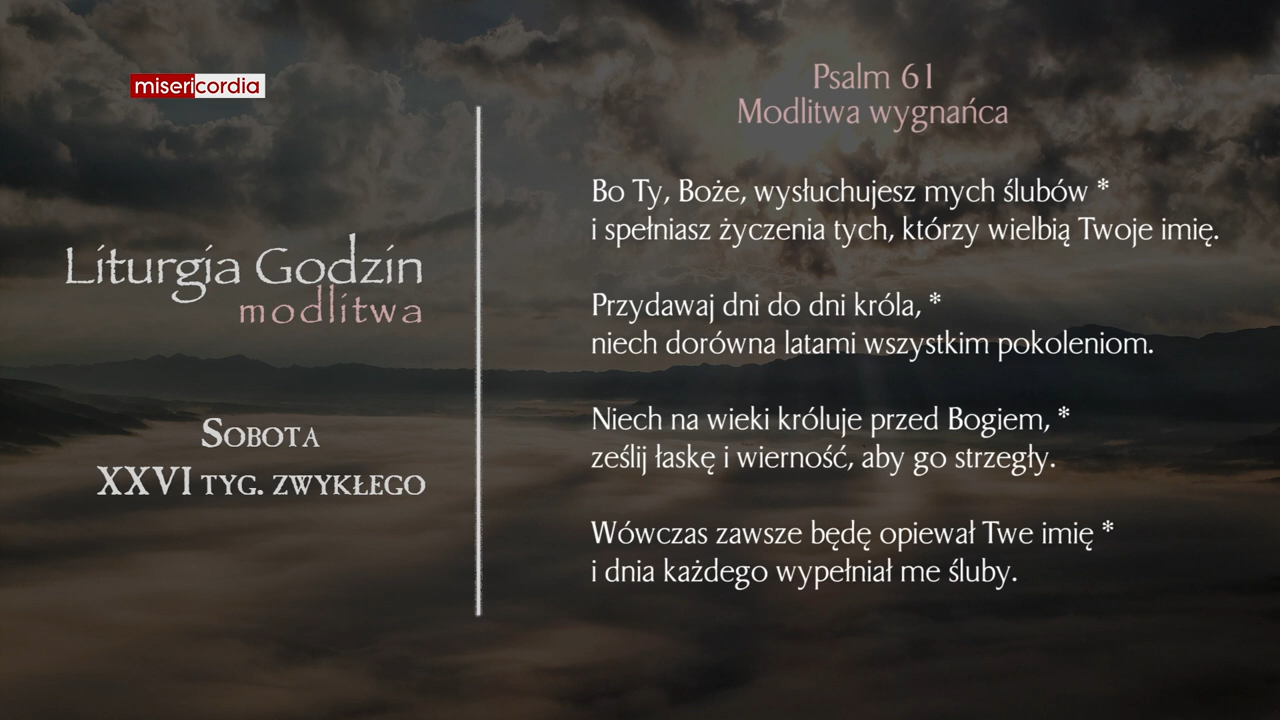 misericordia
Liturgia Godzin
modlitwa
Sobota
XXVI tyg. zwykłego
Psalm 61
Modlitwa wygnańca
Bo Ty, Boże, wysłuchujesz mych ślubów *
i spełniasz życzenia tych, którzy wielbią Twoje imię.
Przydawaj dni do dni króla, *
niech dorówna latami wszystkim pokoleniom.
Niech na wieki króluje przed Bogiem, *
ześlij łaskę i wierność, aby go strzegły.
Wówczas zawsze będę opiewał Twe imię *
i dnia każdego wypełniał me śluby.